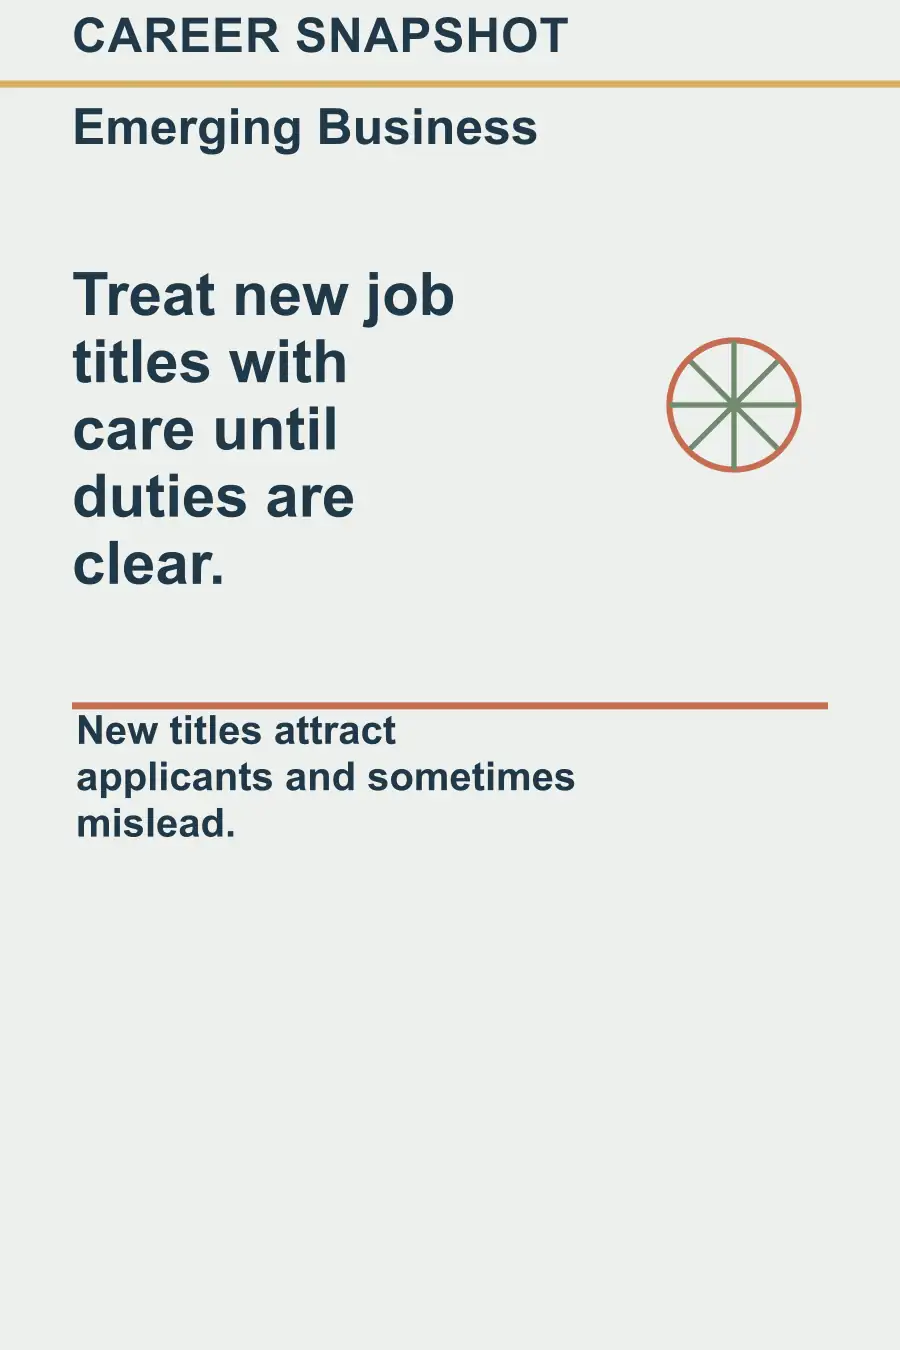 CAREER SNAPSHOT
Emerging Business
Treat new job
titles with
care until
duties are
clear.
New titles attract
applicants and sometimes
mislead.